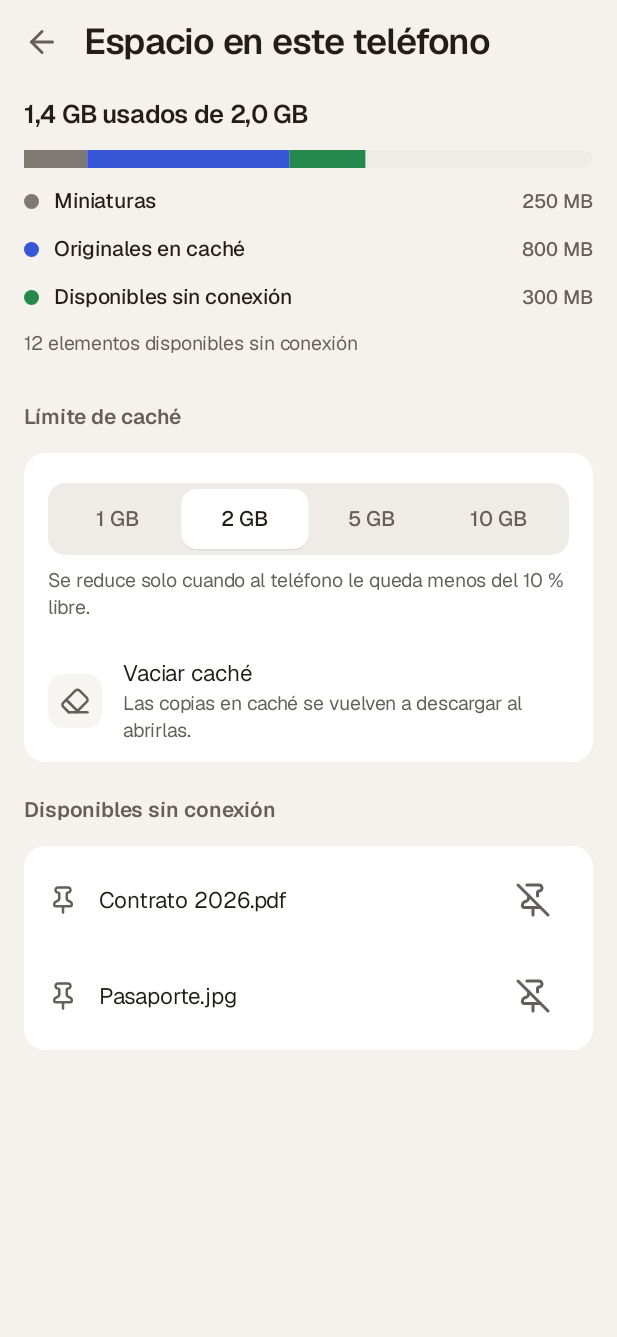 Espacio en este teléfono
1,4 GB usados de 2,0 GB
Miniaturas 250 MB
Originales en caché 800 MB
Disponibles sin conexión 300 MB
12 elementos disponibles sin conexión
Límite de caché
1 GB 2 GB 5 GB 10 GB
Se reduce solo cuando al teléfono le queda menos del 10 %
libre.
Vaciar caché
Las copias en caché se vuelven a descargar al
abrirlas.
Disponibles sin conexión
Contrato 2026.pdf
Pasaporte.jpg